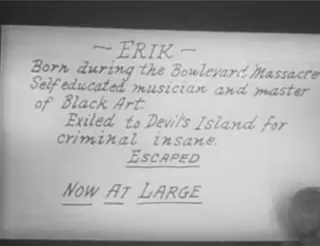 — ERIK —
Born during the Boulevard Massacre
Self educated musician and master
of Black Art.
Exiled to Devil's Island for
criminal insane.
ESCAPED
NOW AT LARGE